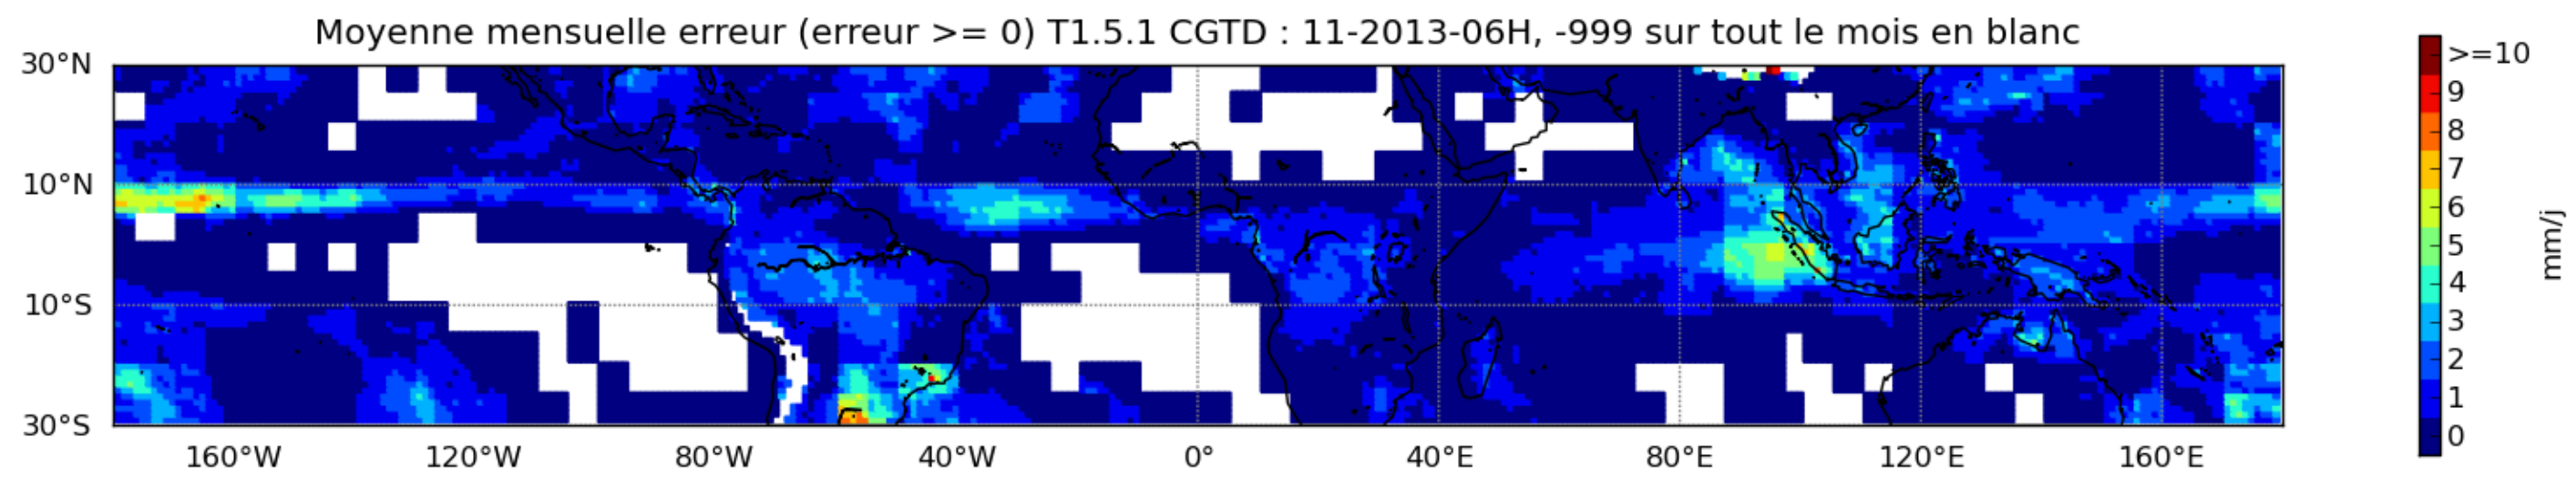 Moyenne mensuelle erreur (erreur >= 0) T1.5.1 CGTD : 11-2013-06H, -999 sur tout le mois en blanc
30°N
10°N
10°S
30°S
160°W 120°W 80°W 40°W 0° 40°E 80°E 120°E 160°E
>=10
9
8
7
6
5
4
3
2
1
0
mm/j